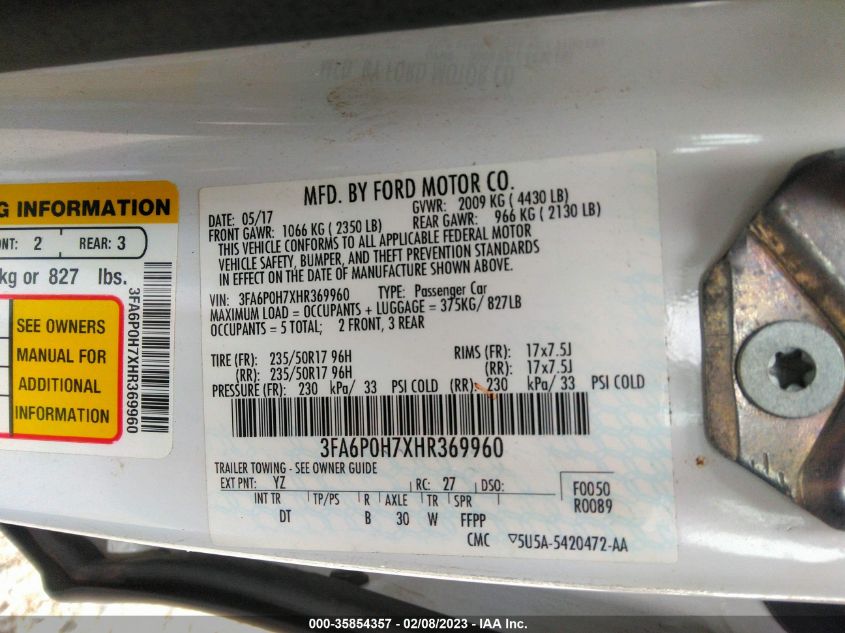 MFD. BY FORD MOTOR CO.
DATE: 05/17 GVWR: 2009 KG ( 4430 LB)
FRONT GAWR: 1066 KG ( 2350 LB) REAR GAWR: 966 KG ( 2130 LB)
THIS VEHICLE CONFORMS TO ALL APPLICABLE FEDERAL MOTOR
VEHICLE SAFETY, BUMPER, AND THEFT PREVENTION STANDARDS
IN EFFECT ON THE DATE OF MANUFACTURE SHOWN ABOVE.
VIN: 3FA6P0H7XHR369960 TYPE: Passenger Car
MAXIMUM LOAD = OCCUPANTS + LUGGAGE = 375KG/ 827LB
OCCUPANTS = 5 TOTAL; 2 FRONT, 3 REAR
TIRE (FR): 235/50R17 96H RIMS (FR): 17x7.5J
(RR): 235/50R17 96H (RR): 17x7.5J
PRESSURE (FR): 230 kPa/ 33 PSI COLD (RR): 230 kPa/ 33 PSI COLD
3FA6P0H7XHR369960
TRAILER TOWING - SEE OWNER GUIDE
EXT PNT: YZ RC: 27 DSO: F0050
R0089
INT TR TP/PS R AXLE TR SPR
DT B 30 W FFPP
CMC ▽5U5A-5420472-AA
G INFORMATION
NT: 2 REAR: 3
kg or 827 lbs.
SEE OWNERS
MANUAL FOR
ADDITIONAL
INFORMATION
3FA6P0H7XHR369960
000-35854357 - 02/08/2023 - IAA Inc.